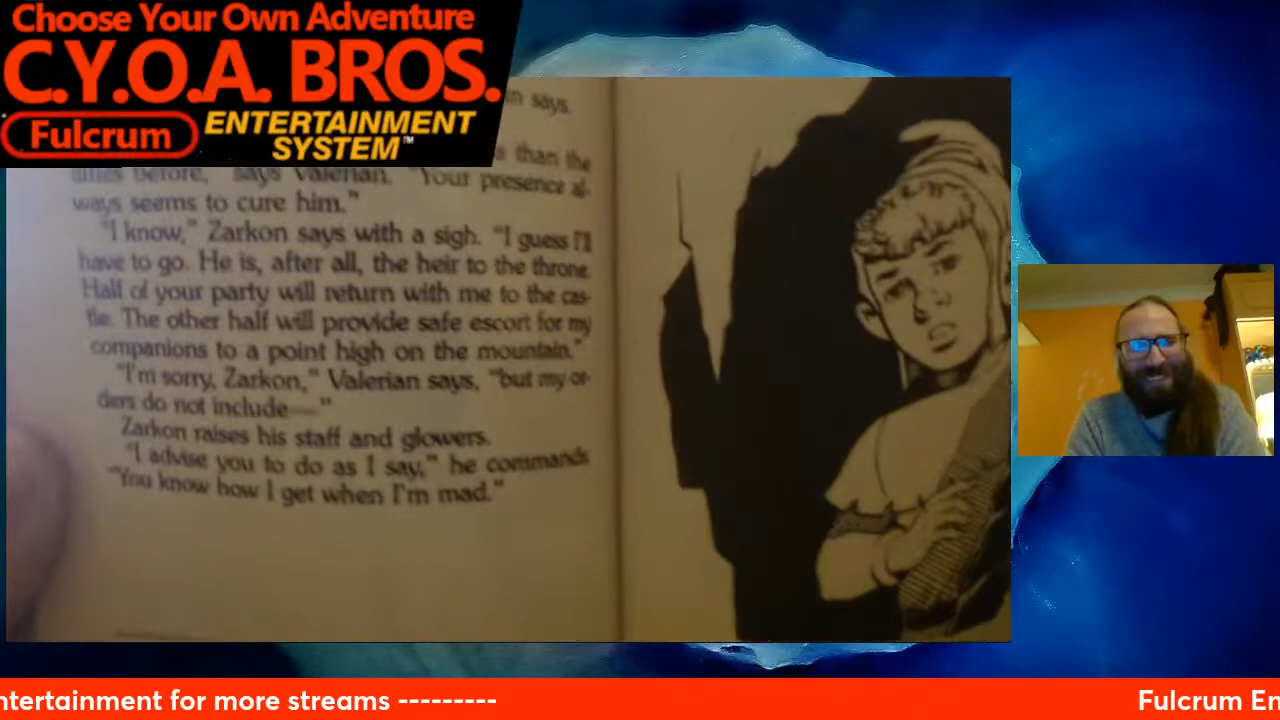 Choose Your Own Adventure
C.Y.O.A. BROS.
Fulcrum
ENTERTAINMENT
SYSTEM™
says.
than the
before," says Valerian. "Your presence al-
ways seems to cure him."
"I know," Zarkon says with a sigh. "I guess I'll
have to go. He is, after all, the heir to the throne.
Half of your party will return with me to the cas-
tle. The other half will provide safe escort for my
companions to a point high on the mountain."
"I'm sorry, Zarkon," Valerian says, "but my or-
ders do not include—"
Zarkon raises his staff and glowers.
"I advise you to do as I say," he commands.
"You know how I get when I'm mad."
ntertainment for more streams ---------
Fulcrum En